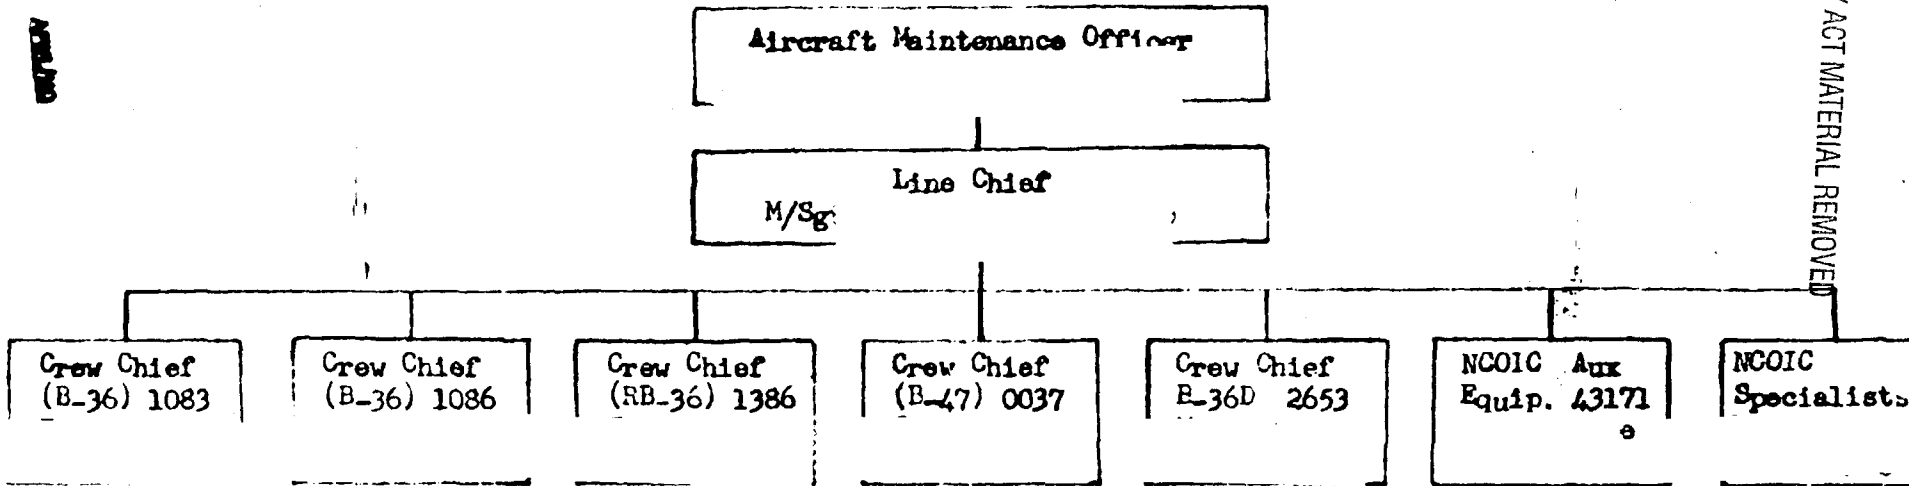 Aircraft Maintenance Officer
Line Chief
M/Sg
Crew Chief
(B-36) 1083
Crew Chief
(B-36) 1086
Crew Chief
(RB-36) 1386
Crew Chief
(B-47) 0037
Crew Chief
B-36D 2653
NCOIC Aux
Equip. 43171
e
NCOIC
Specialists
ACT MATERIAL REMOVED